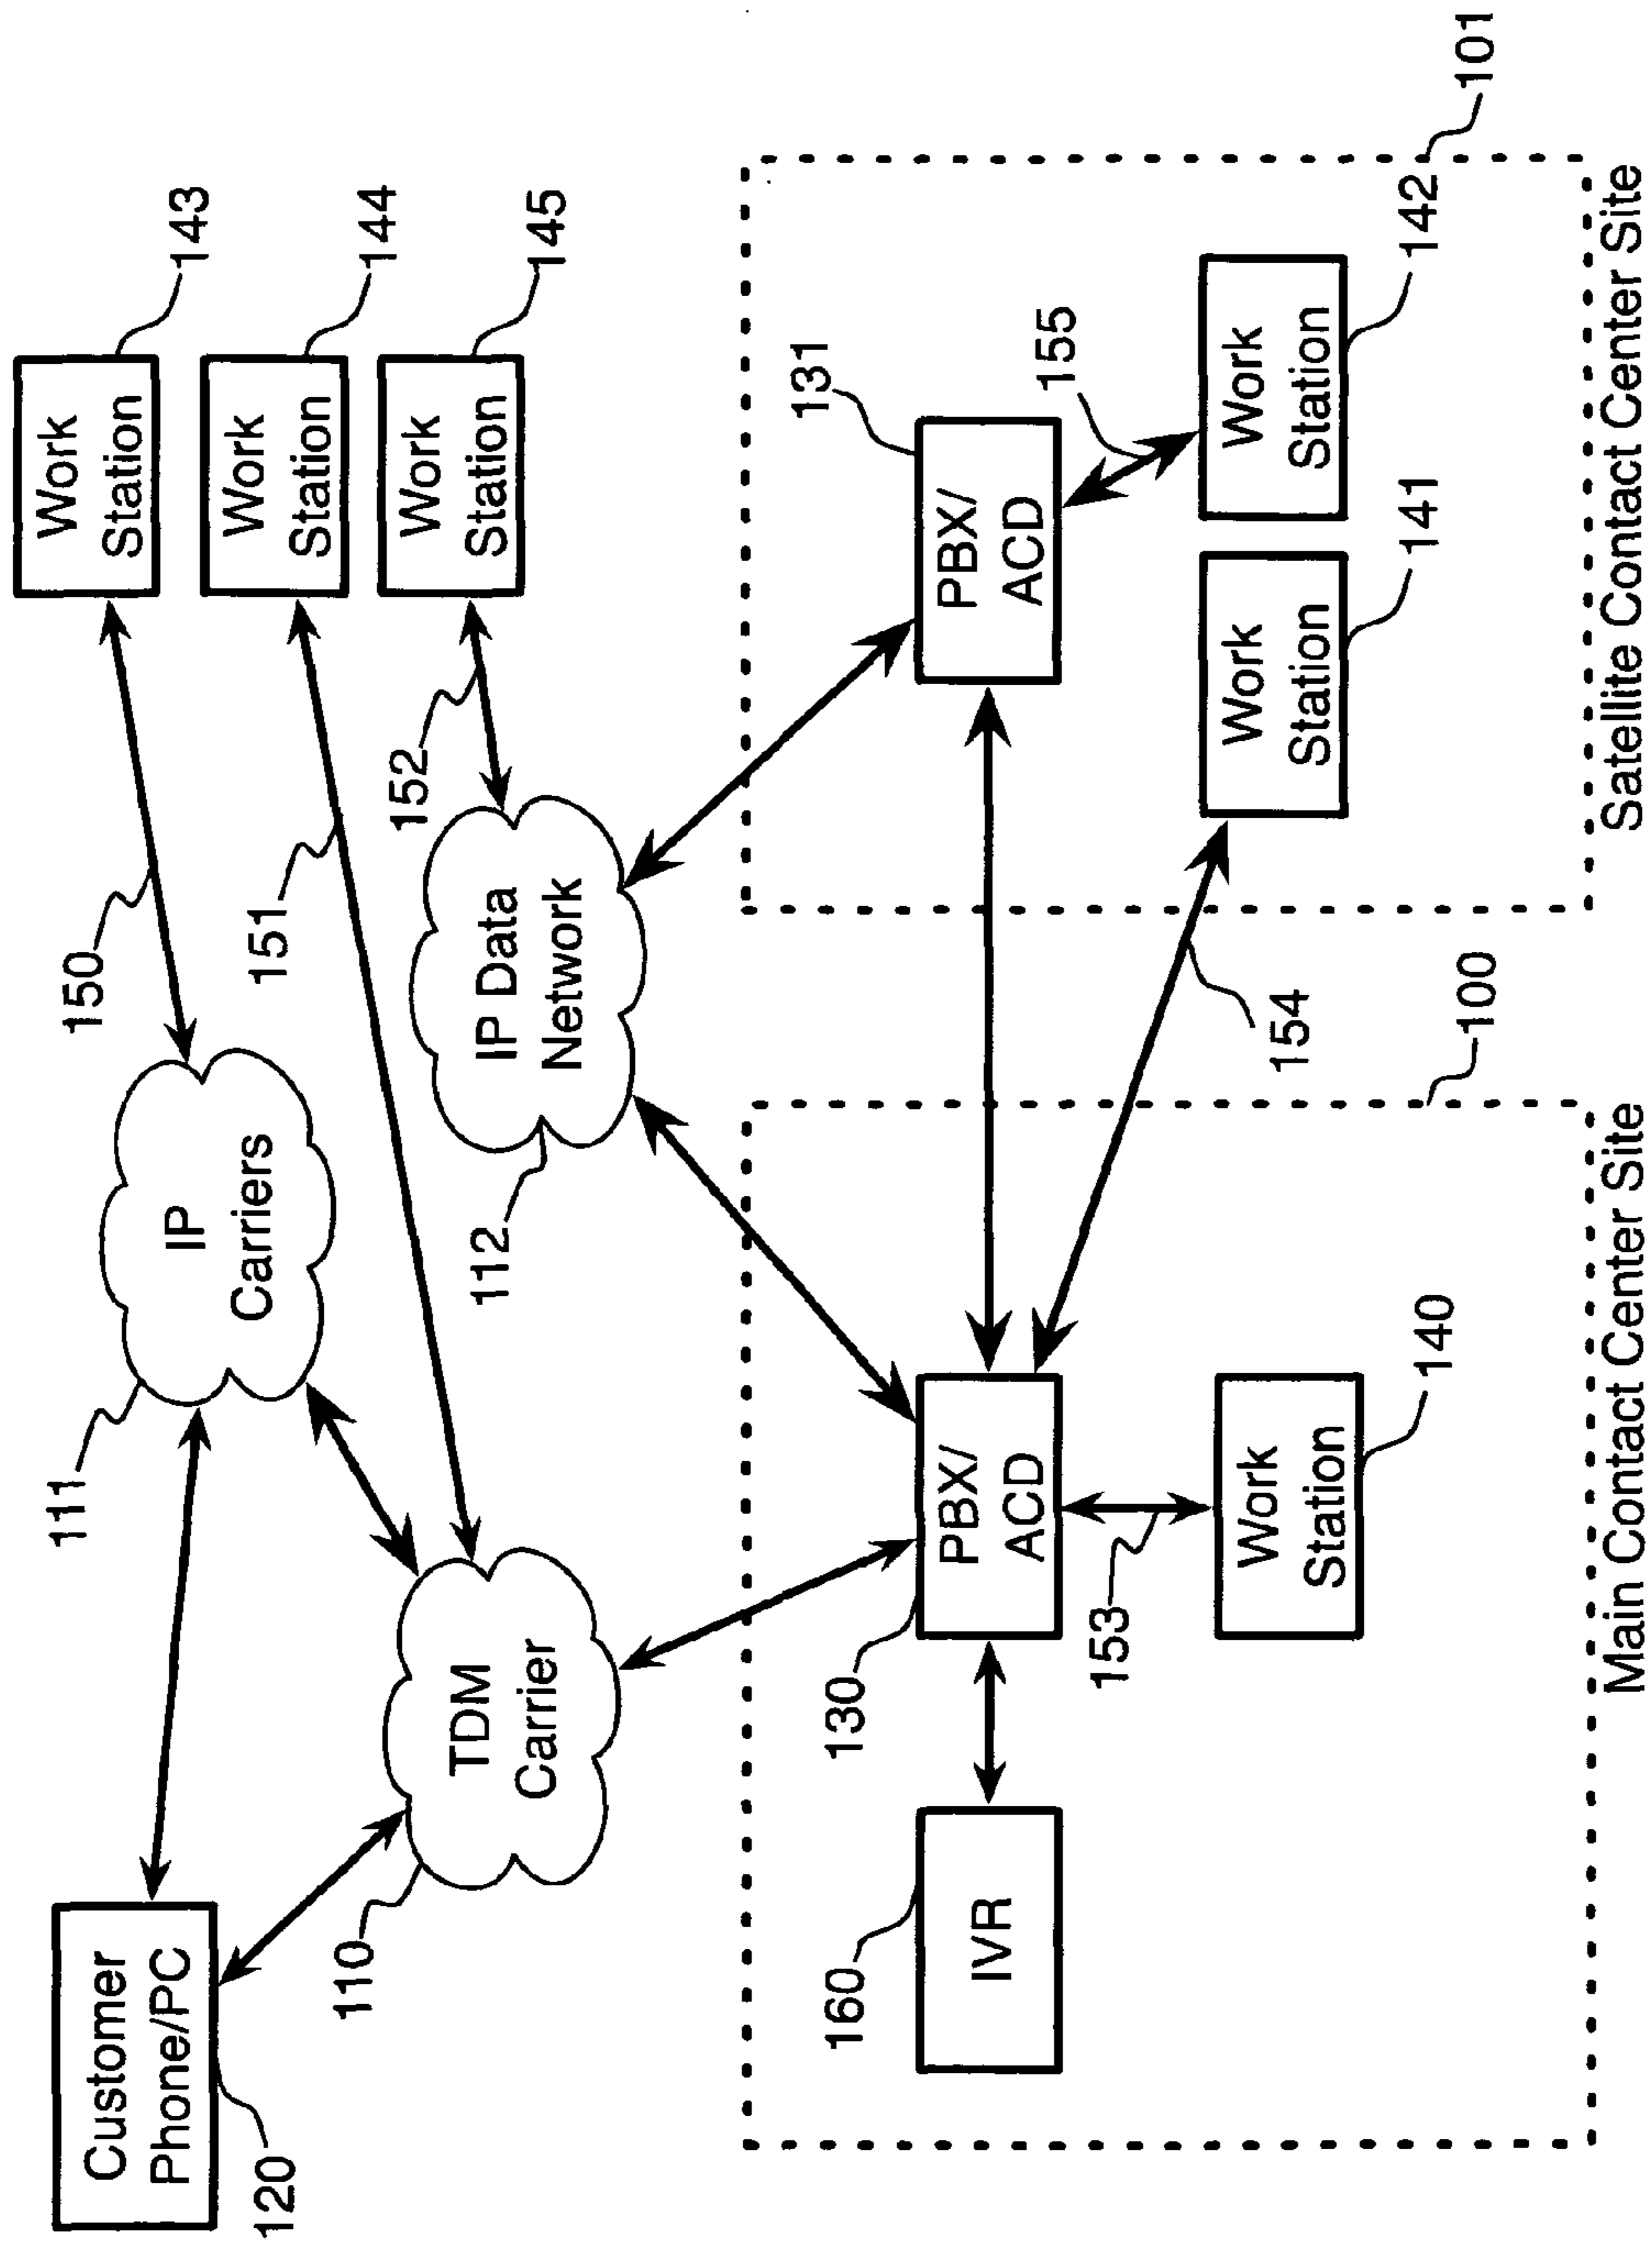 Customer
Phone/PC
120
111
IP
Carriers
150
Work
Station
143
151
Work
Station
144
110
TDM
Carrier
112
IP Data
Network
152
Work
Station
145
160
IVR
130
PBX/
ACD
131
PBX/
ACD
153
155
Work
Station
140
154
Work
Station
141
Work
Station
142
100
101
Main Contact Center Site
Satellite Contact Center Site